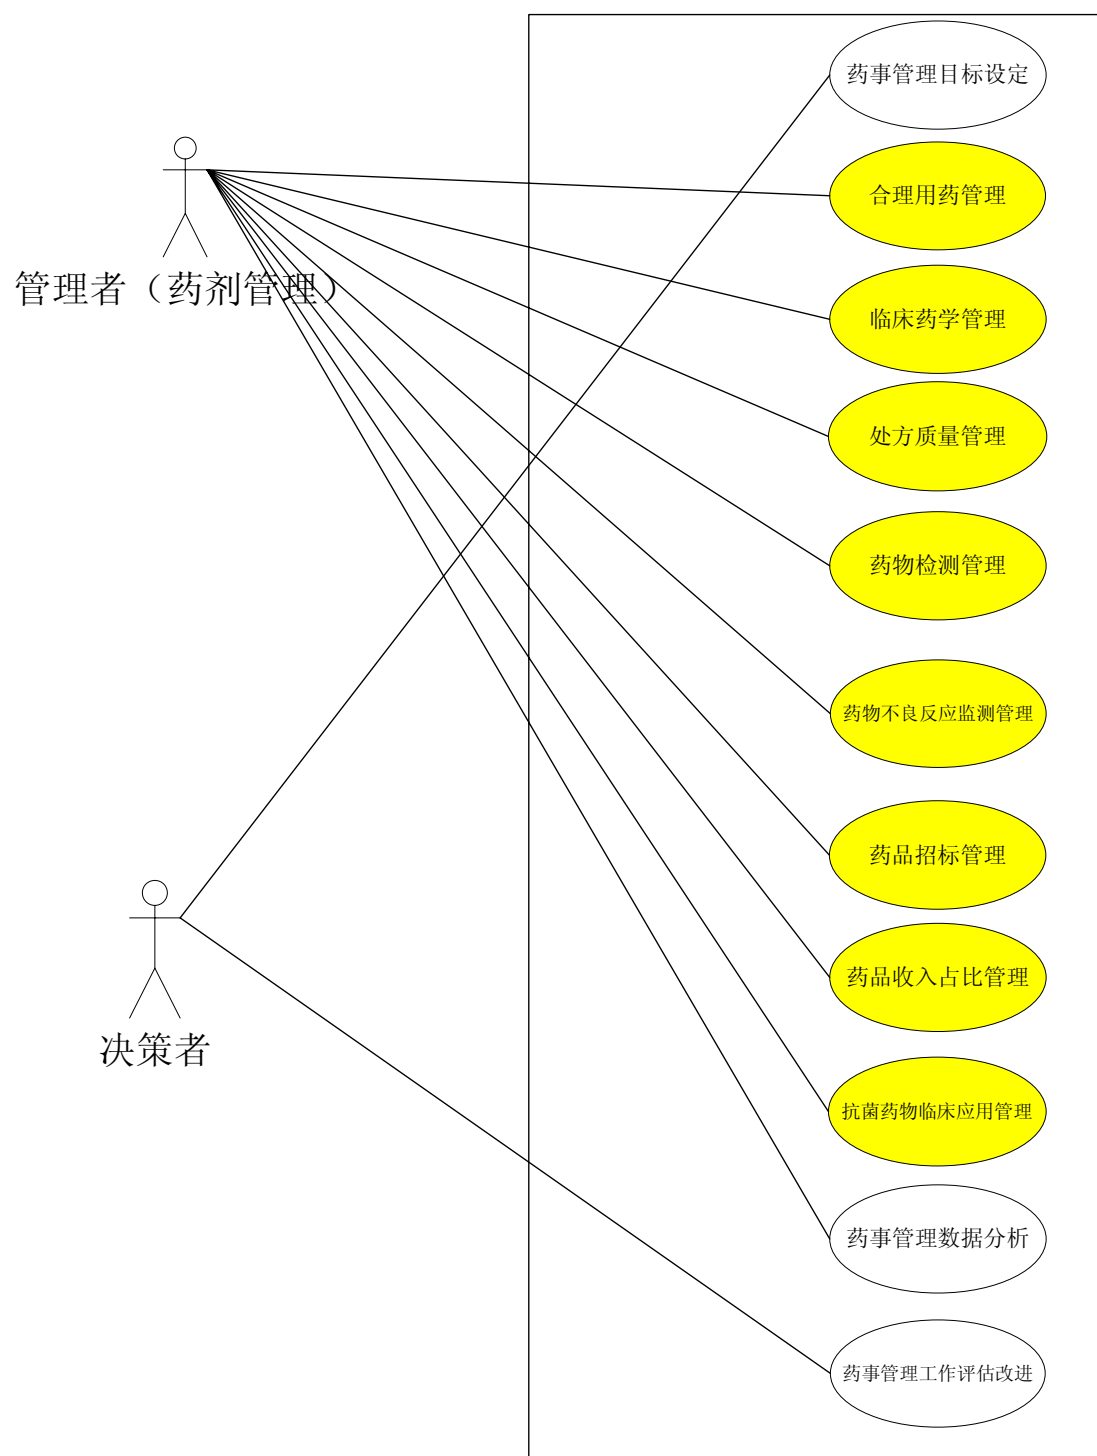 药事管理目标设定
合理用药管理
管理者（药剂管理）
临床药学管理
处方质量管理
药物检测管理
药物不良反应监测管理
药品招标管理
药品收入占比管理
决策者
抗菌药物临床应用管理
药事管理数据分析
药事管理工作评估改进